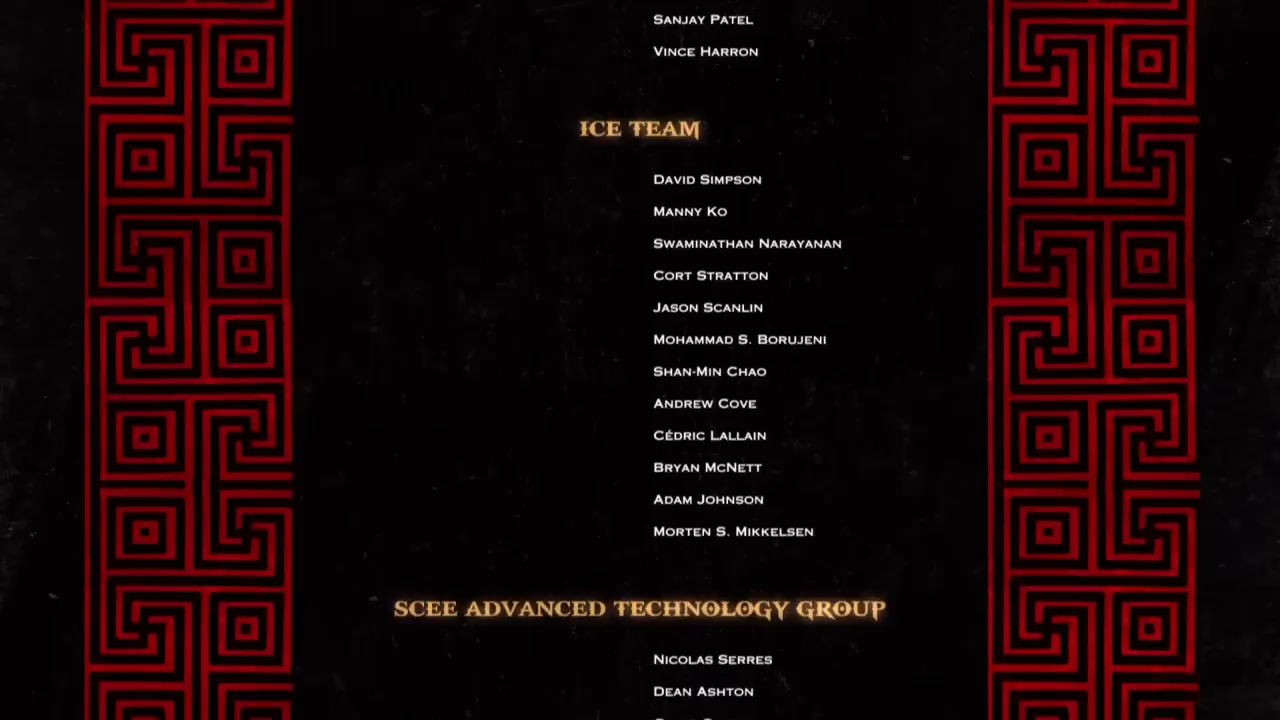 Sanjay Patel
Vince Harron
ICE TEAM
David Simpson
Manny Ko
Swaminathan Narayanan
Cort Stratton
Jason Scanlin
Mohammad S. Borujeni
Shan-Min Chao
Andrew Cove
Cédric Lallain
Bryan McNett
Adam Johnson
Morten S. Mikkelsen
SCEE ADVANCED TECHNOLOGY GROUP
Nicolas Serres
Dean Ashton